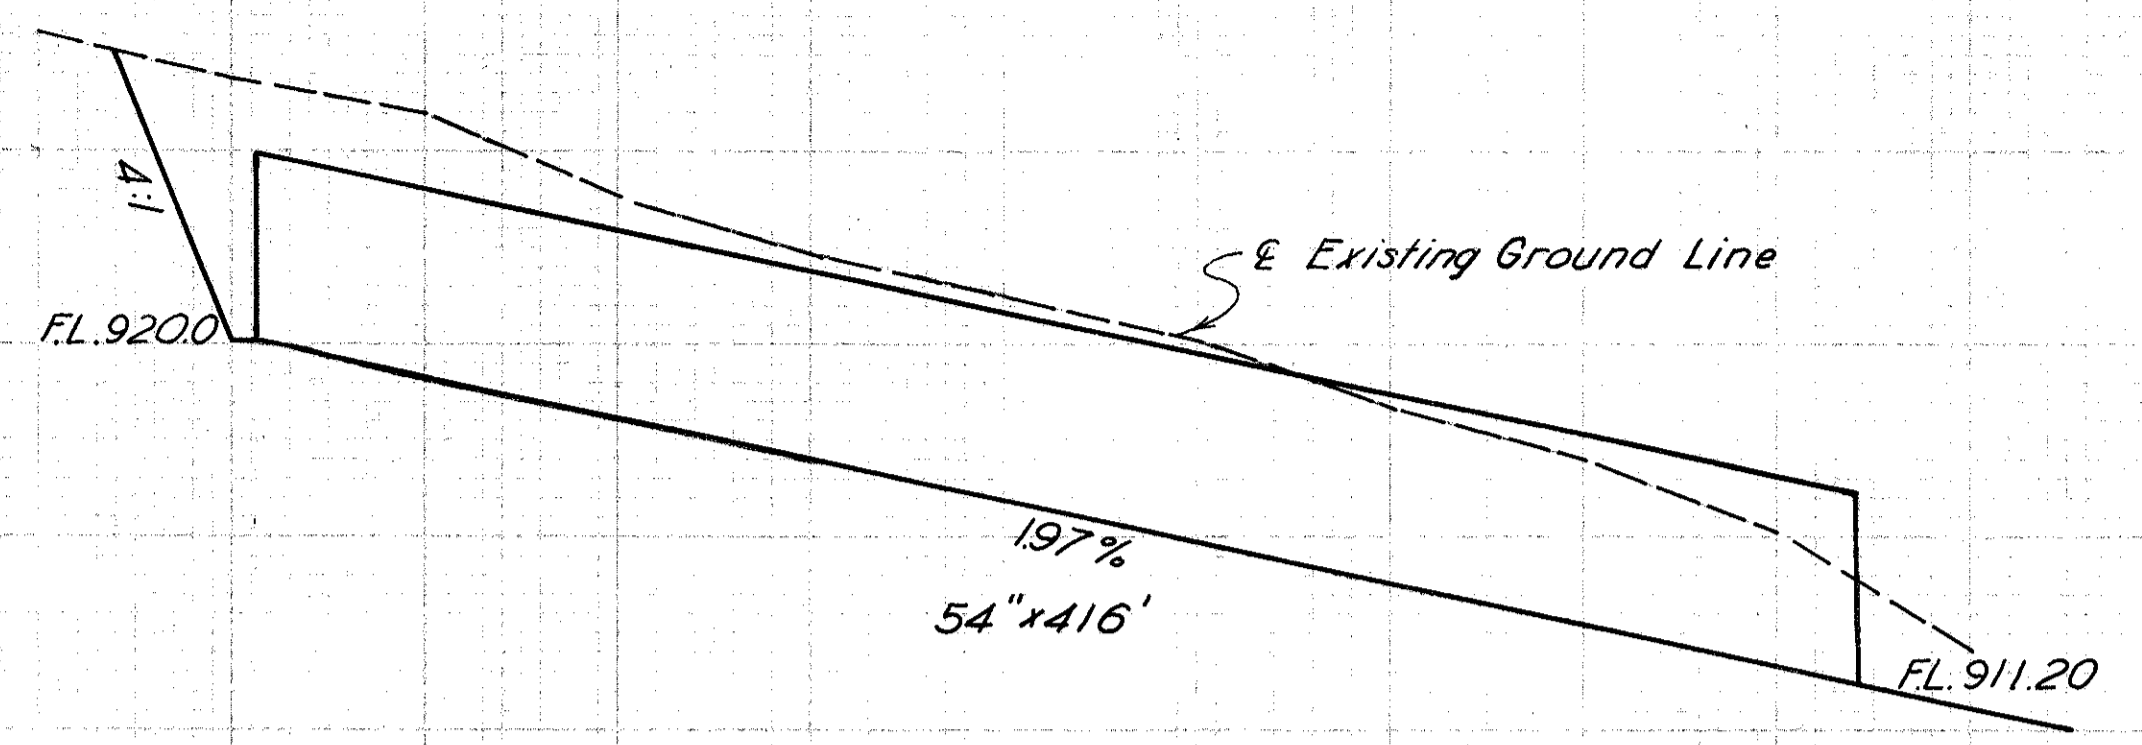 4:1
℄ Existing Ground Line
F.L. 920.0
1.97%
54"x416'
F.L. 911.20